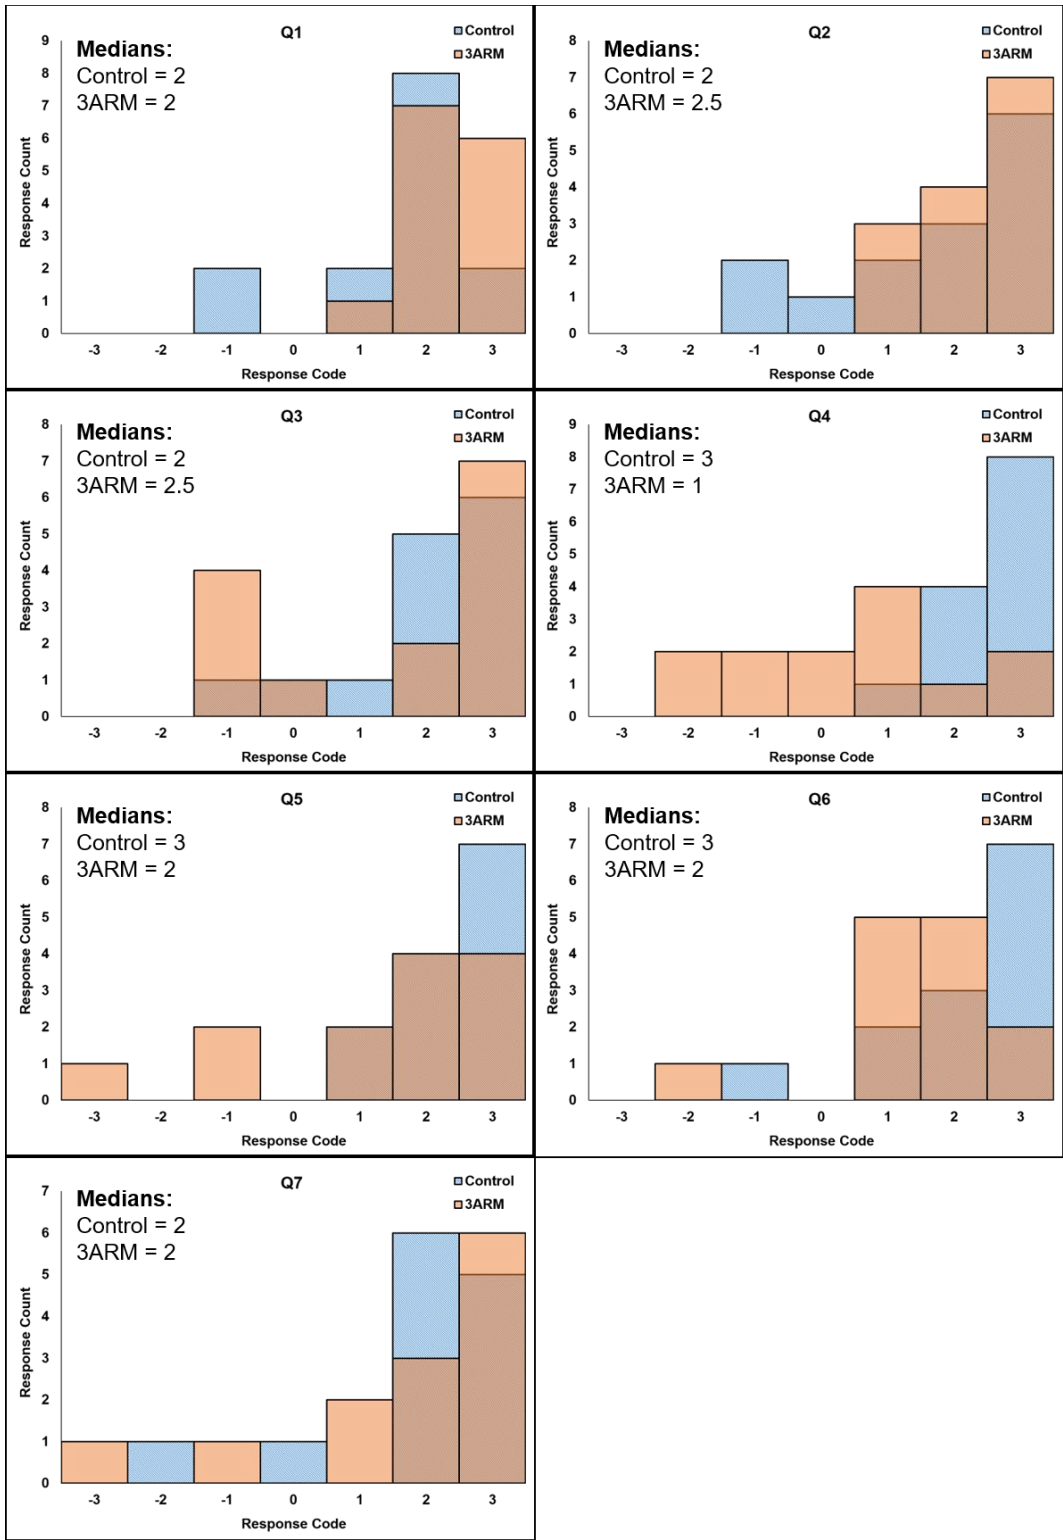 Q1
Control
3ARM
Medians:
Control = 2
3ARM = 2
9
8
7
6
5
4
3
2
1
0
Response Count
-3 -2 -1 0 1 2 3
Response Code
Q2
Control
3ARM
Medians:
Control = 2
3ARM = 2.5
8
7
6
5
4
3
2
1
0
Response Count
-3 -2 -1 0 1 2 3
Response Code
Q3
Control
3ARM
Medians:
Control = 2
3ARM = 2.5
8
7
6
5
4
3
2
1
0
Response Count
-3 -2 -1 0 1 2 3
Response Code
Q4
Control
3ARM
Medians:
Control = 3
3ARM = 1
9
8
7
6
5
4
3
2
1
0
Response Count
-3 -2 -1 0 1 2 3
Response Code
Q5
Control
3ARM
Medians:
Control = 3
3ARM = 2
8
7
6
5
4
3
2
1
0
Response Count
-3 -2 -1 0 1 2 3
Response Code
Q6
Control
3ARM
Medians:
Control = 3
3ARM = 2
8
7
6
5
4
3
2
1
0
Response Count
-3 -2 -1 0 1 2 3
Response Code
Q7
Control
3ARM
Medians:
Control = 2
3ARM = 2
7
6
5
4
3
2
1
0
Response Count
-3 -2 -1 0 1 2 3
Response Code